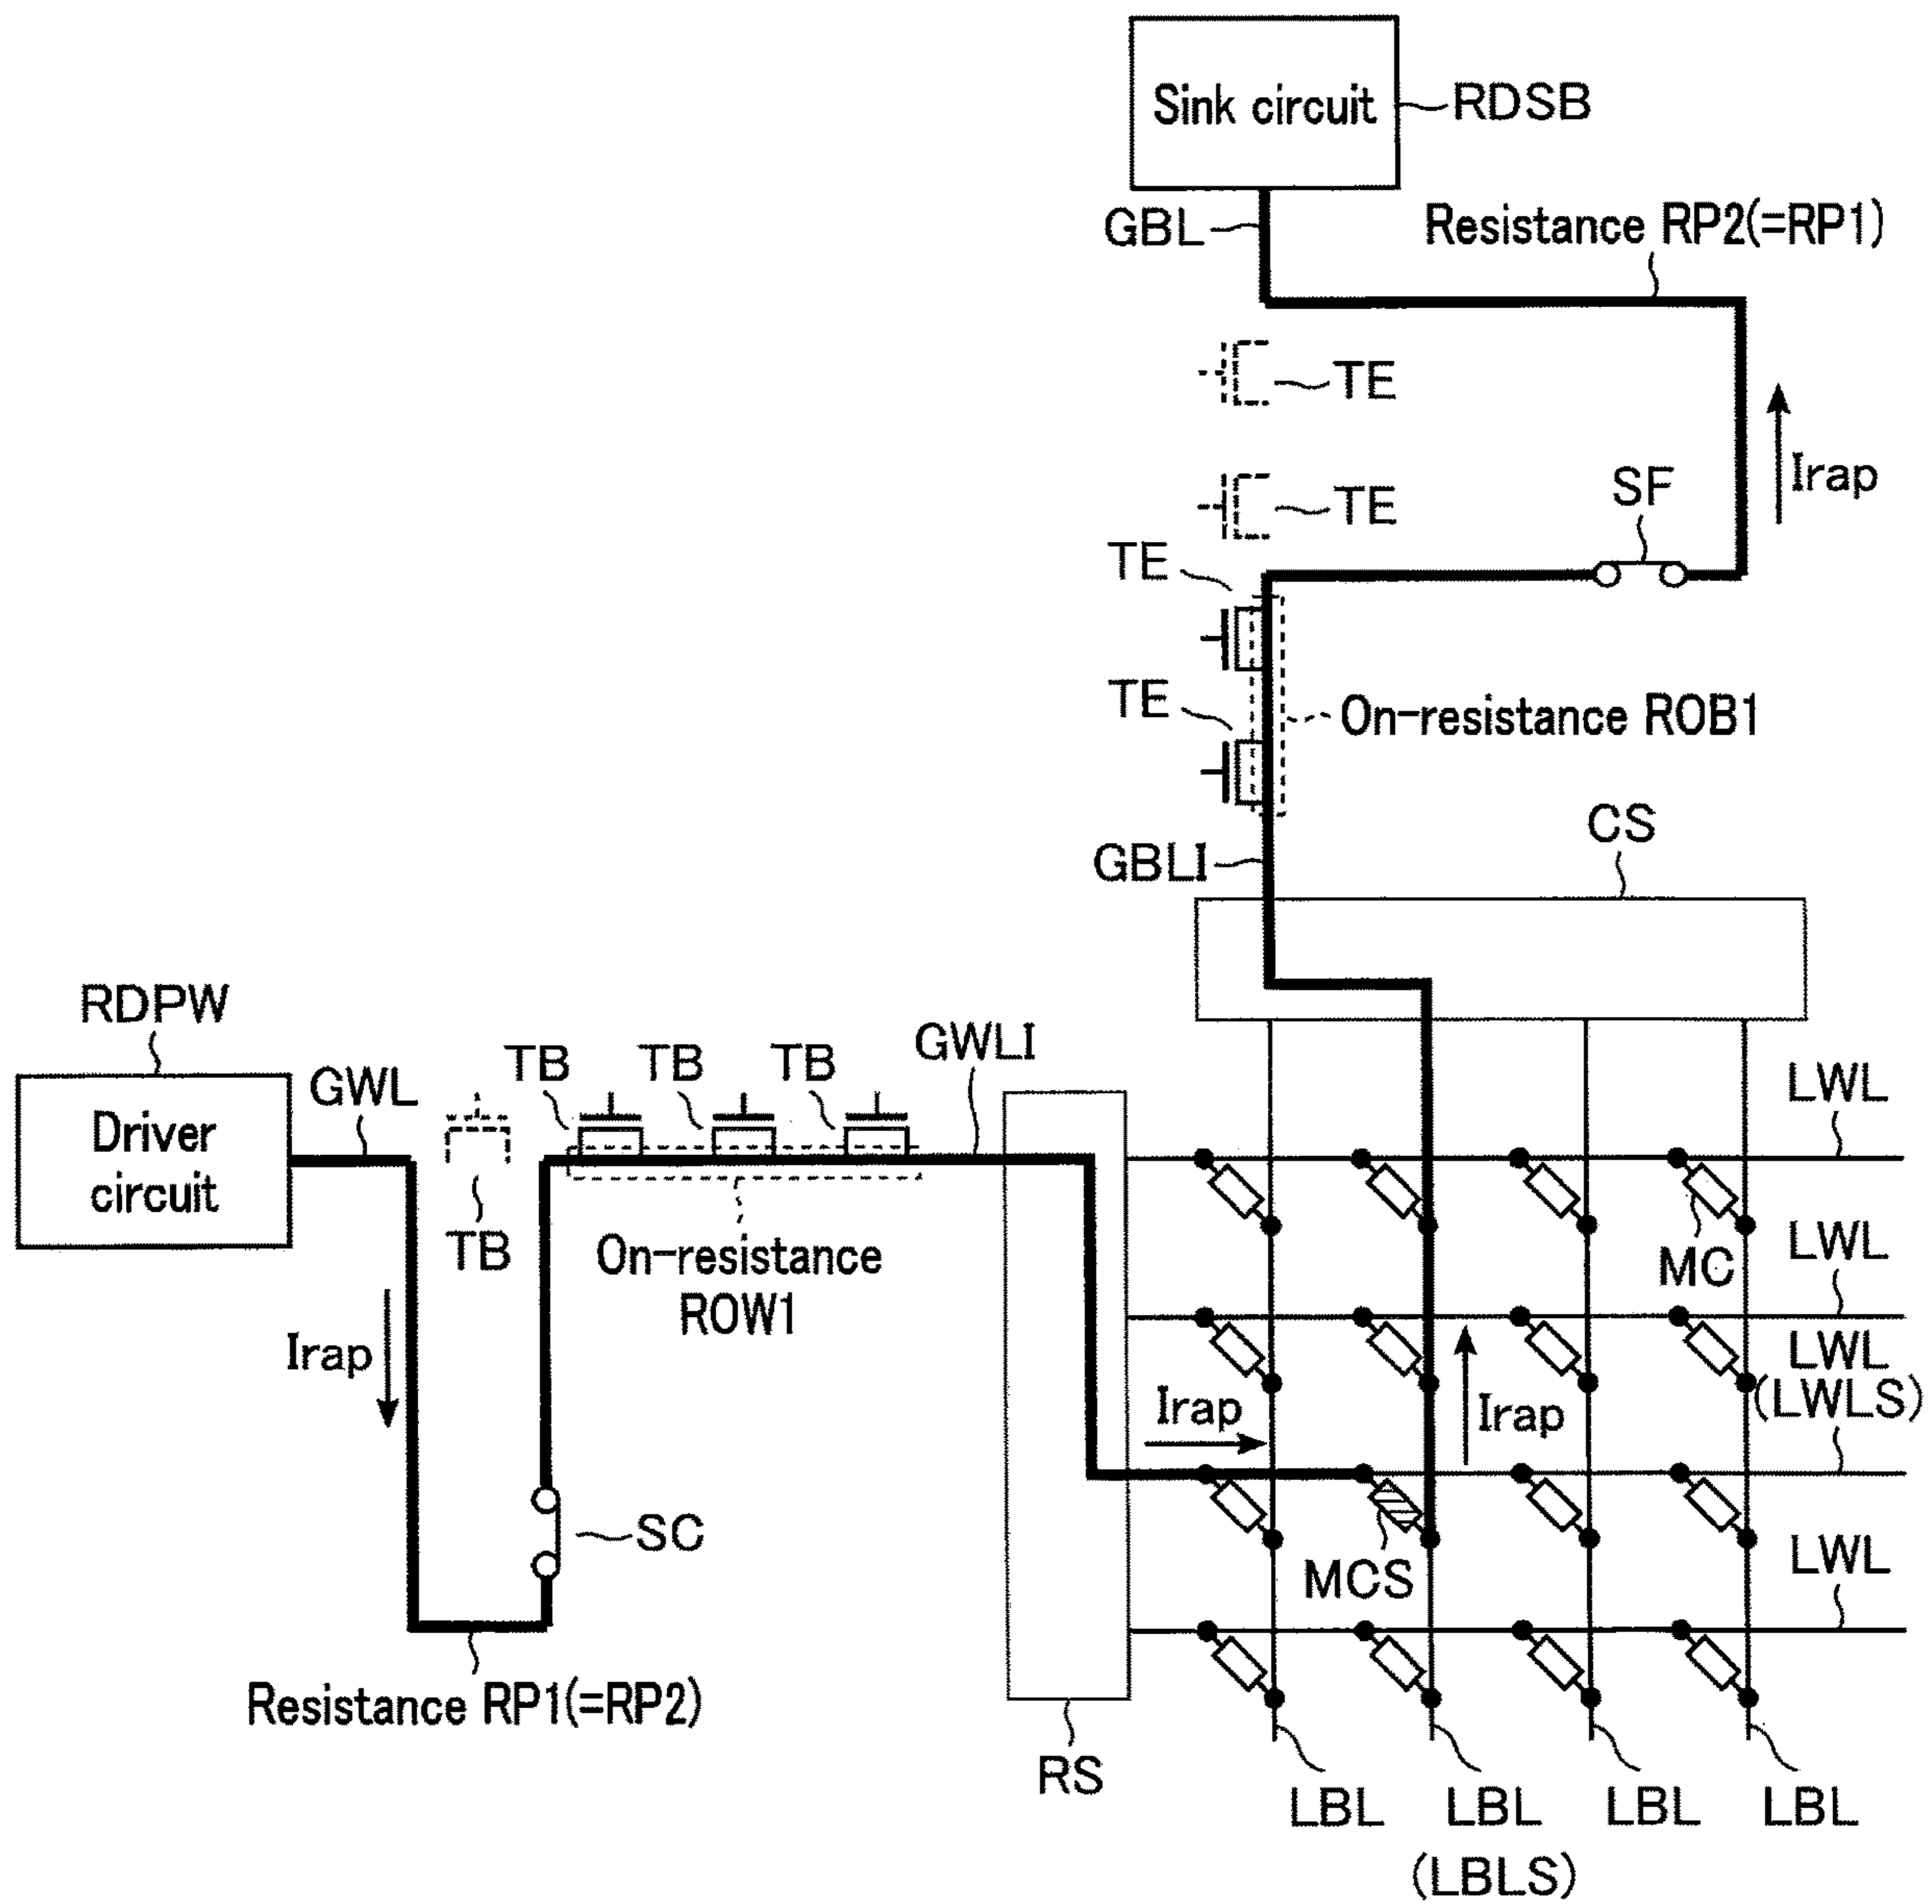 Sink circuit
RDSB
GBL
Resistance RP2(=RP1)
TE
Irap
SF
TE
TE
TE
On-resistance ROB1
CS
GBLI
RDPW
GWL
TB
TB
TB
GWLI
LWL
Driver
circuit
TB
On-resistance
ROW1
MC
LWL
Irap
LWL
(LWLS)
Irap
Irap
SC
MCS
LWL
Resistance RP1(=RP2)
RS
LBL
LBL
LBL
LBL
(LBLS)